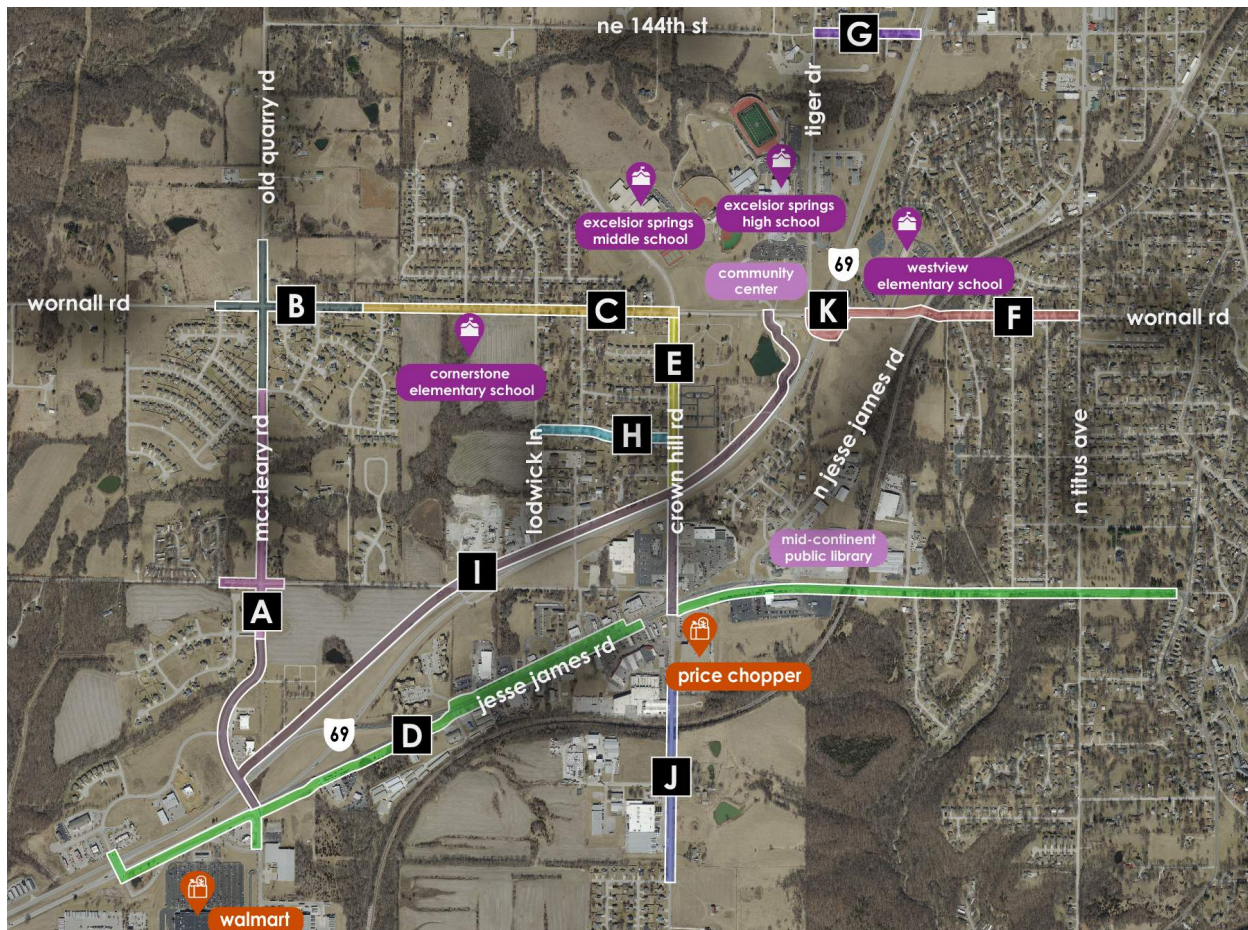 ne 144th st
G
old quarry rd
tiger dr
excelsior springs
middle school
excelsior springs
high school
community
center
69
westview
elementary school
wornall rd
B
C
K
F
wornall rd
E
cornerstone
elementary school
mccleary rd
lodwick ln
H
crown hill rd
n jesse james rd
n titus ave
mid-continent
public library
I
A
jesse james rd
price chopper
69
D
J
walmart